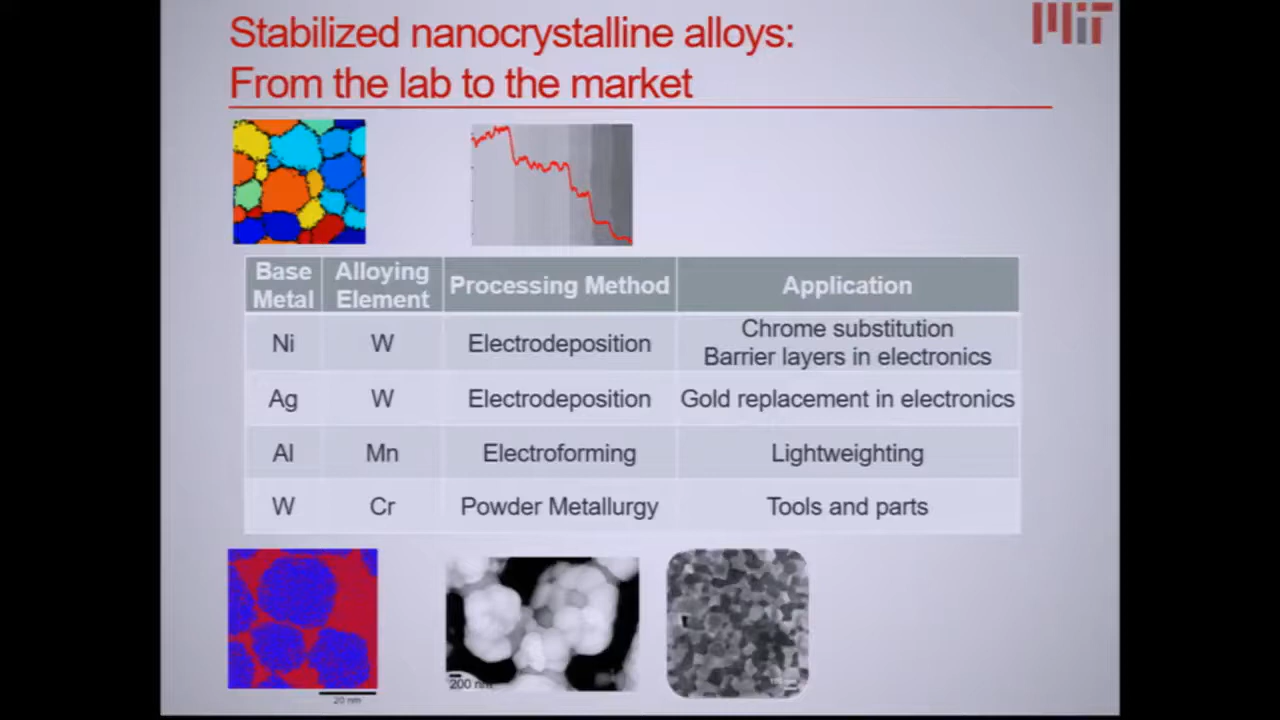 Stabilized nanocrystalline alloys:
From the lab to the market
MIT
Base Metal
Alloying Element
Processing Method
Application
Ni
W
Electrodeposition
Chrome substitution
Barrier layers in electronics
Ag
W
Electrodeposition
Gold replacement in electronics
Al
Mn
Electroforming
Lightweighting
W
Cr
Powder Metallurgy
Tools and parts
20 nm
200 nm